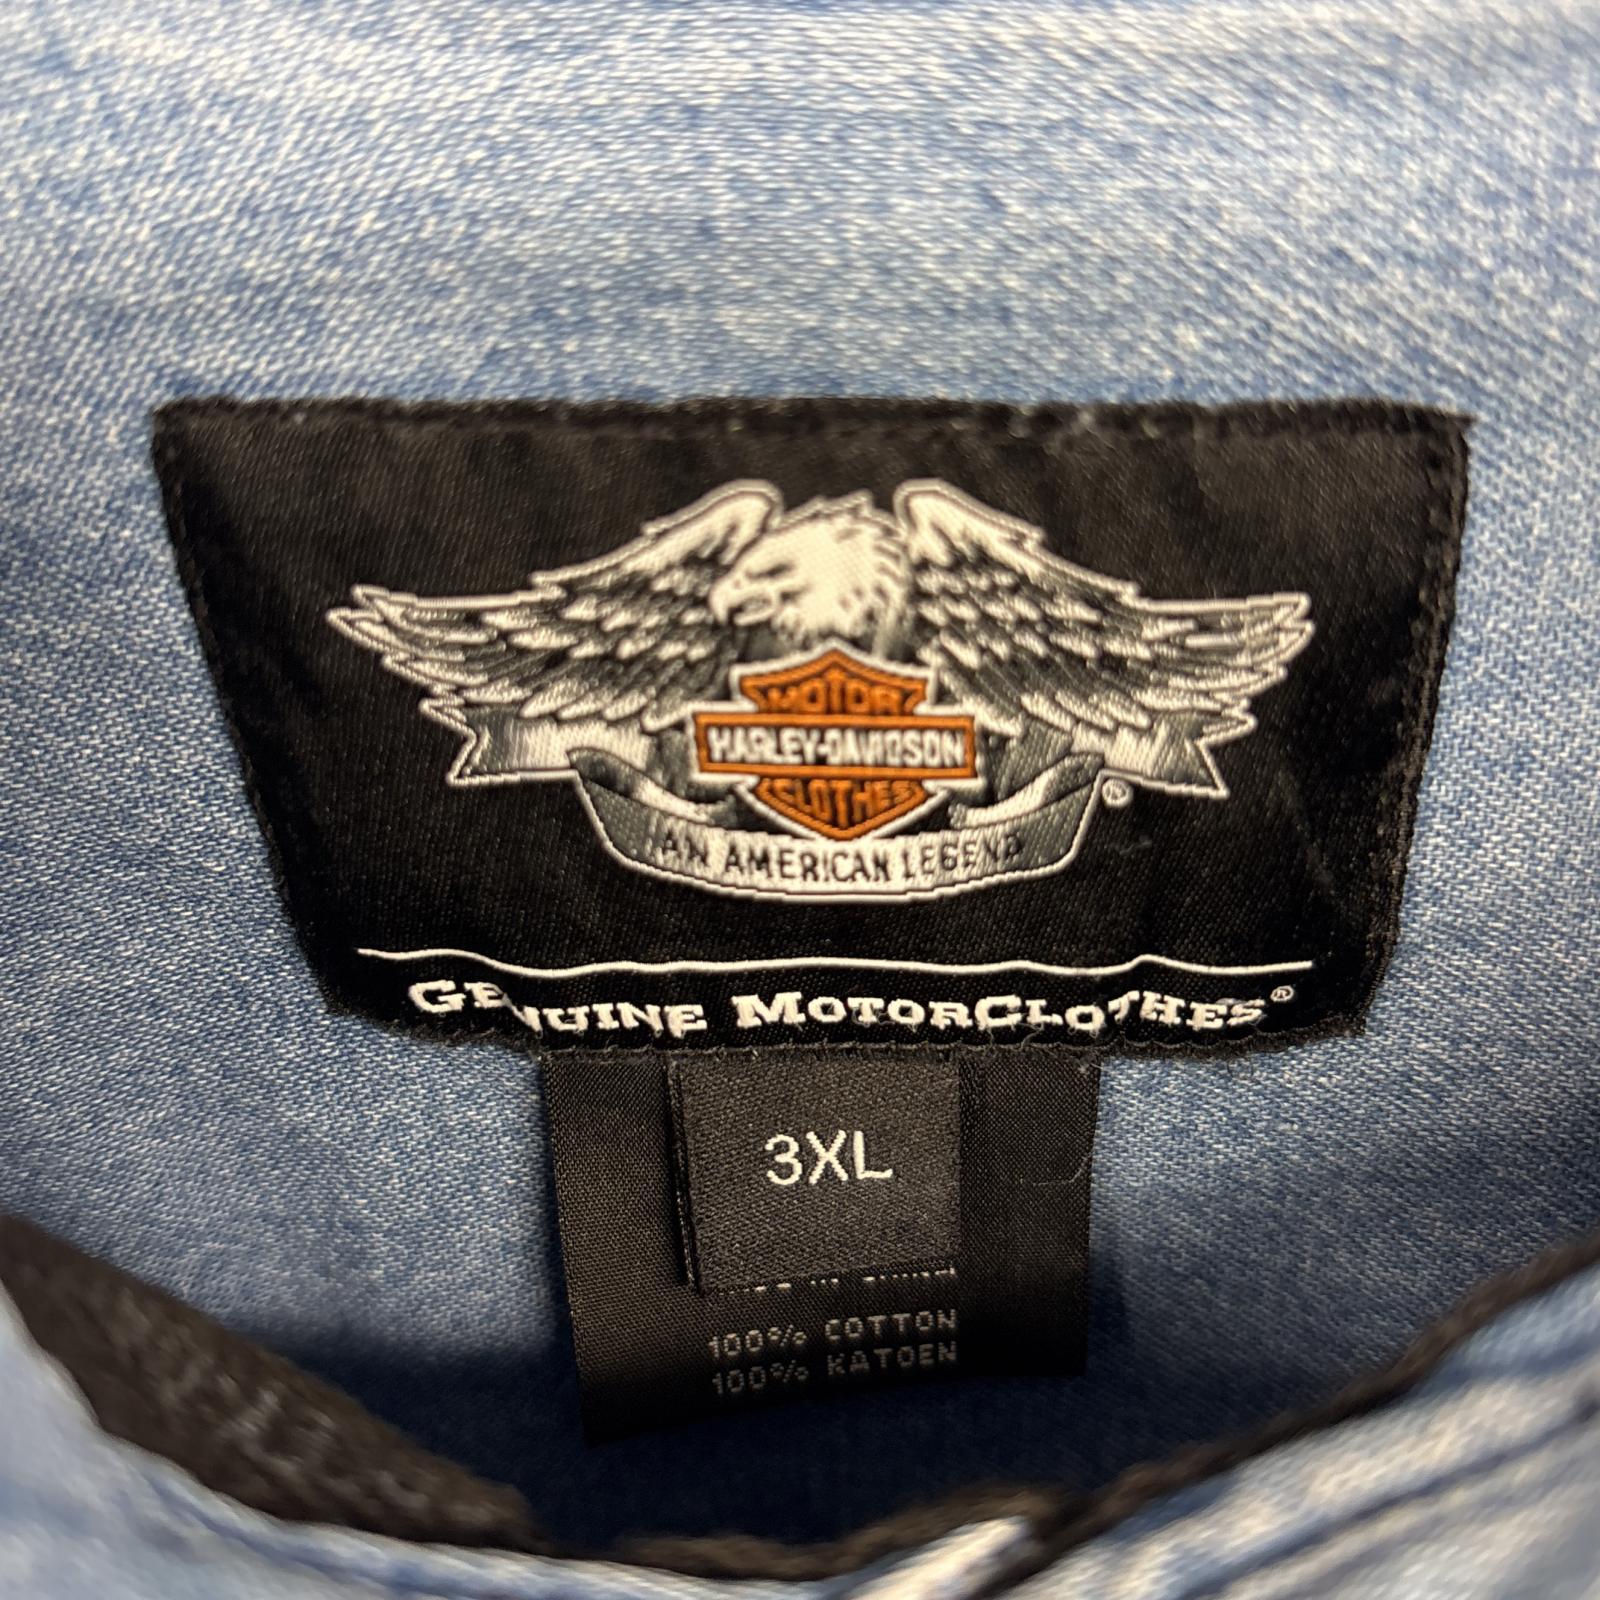 MOTOR
HARLEY-DAVIDSON
CLOTHES
®
AN AMERICAN LEGEND
GENUINE MOTORCLOTHES®
3XL
100% COTTON
100% KATOEN